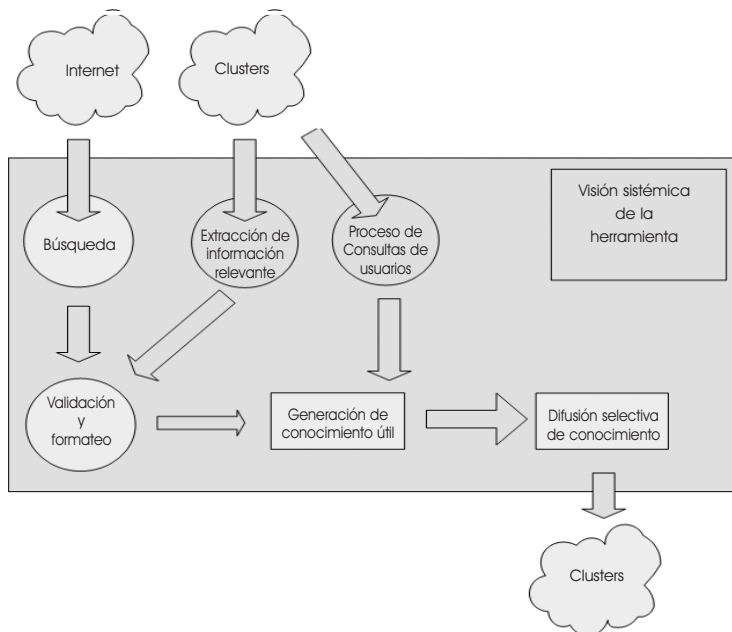 Internet
Clusters
Visión sistémica
de la
herramienta
Búsqueda
Extracción de
información
relevante
Proceso de
Consultas de
usuarios
Validación
y
formateo
Generación de
conocimiento útil
Difusión selectiva
de conocimiento
Clusters